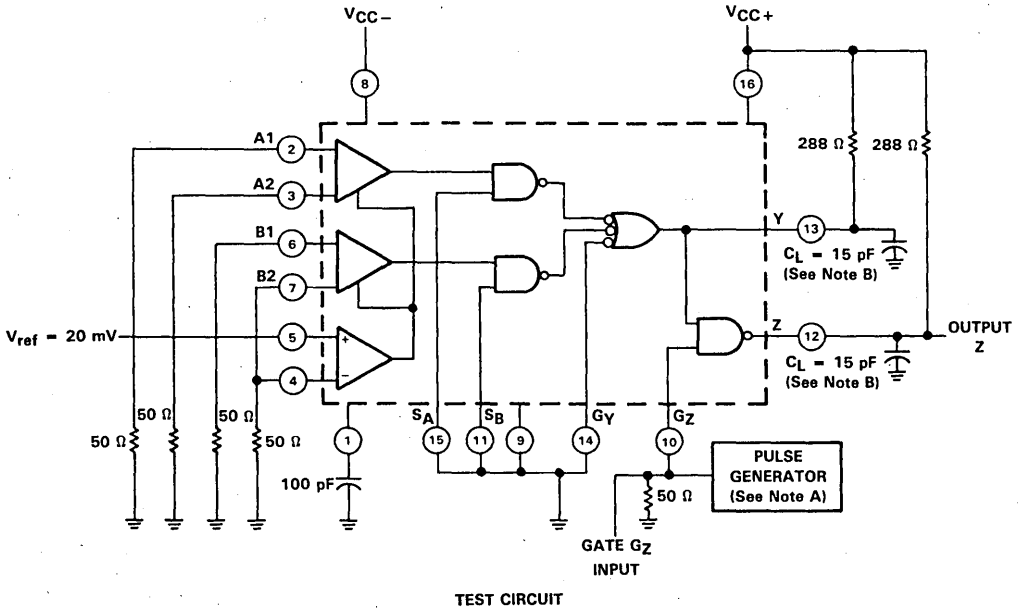 VCC−
VCC+
8
16
A1
2
A2
3
B1
6
B2
7
Vref = 20 mV
5
+
4
−
288 Ω
288 Ω
Y
13
CL = 15 pF
(See Note B)
Z
12
OUTPUT
Z
CL = 15 pF
(See Note B)
50 Ω
50 Ω
50 Ω
50 Ω
1
100 pF
SA
15
SB
11
9
GY
14
GZ
10
50 Ω
PULSE
GENERATOR
(See Note A)
GATE GZ
INPUT
TEST CIRCUIT